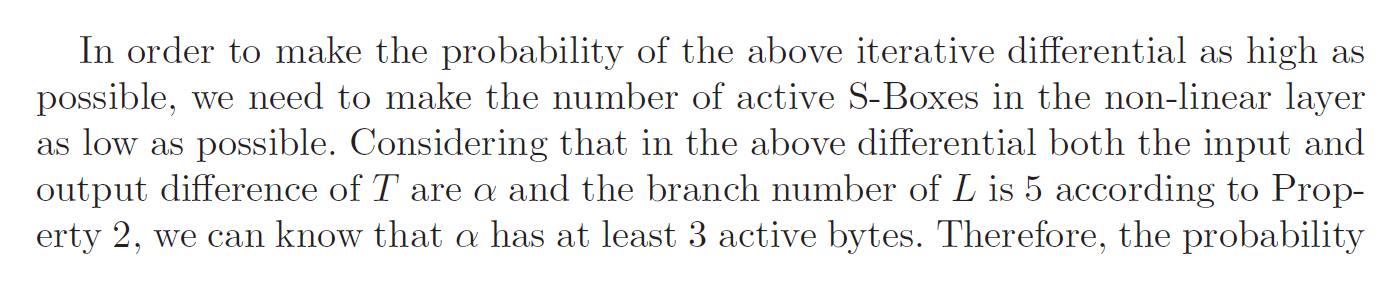 In order to make the probability of the above iterative differential as high as
possible, we need to make the number of active S-Boxes in the non-linear layer
as low as possible. Considering that in the above differential both the input and
output difference of T are α and the branch number of L is 5 according to Prop-
erty 2, we can know that α has at least 3 active bytes. Therefore, the probability